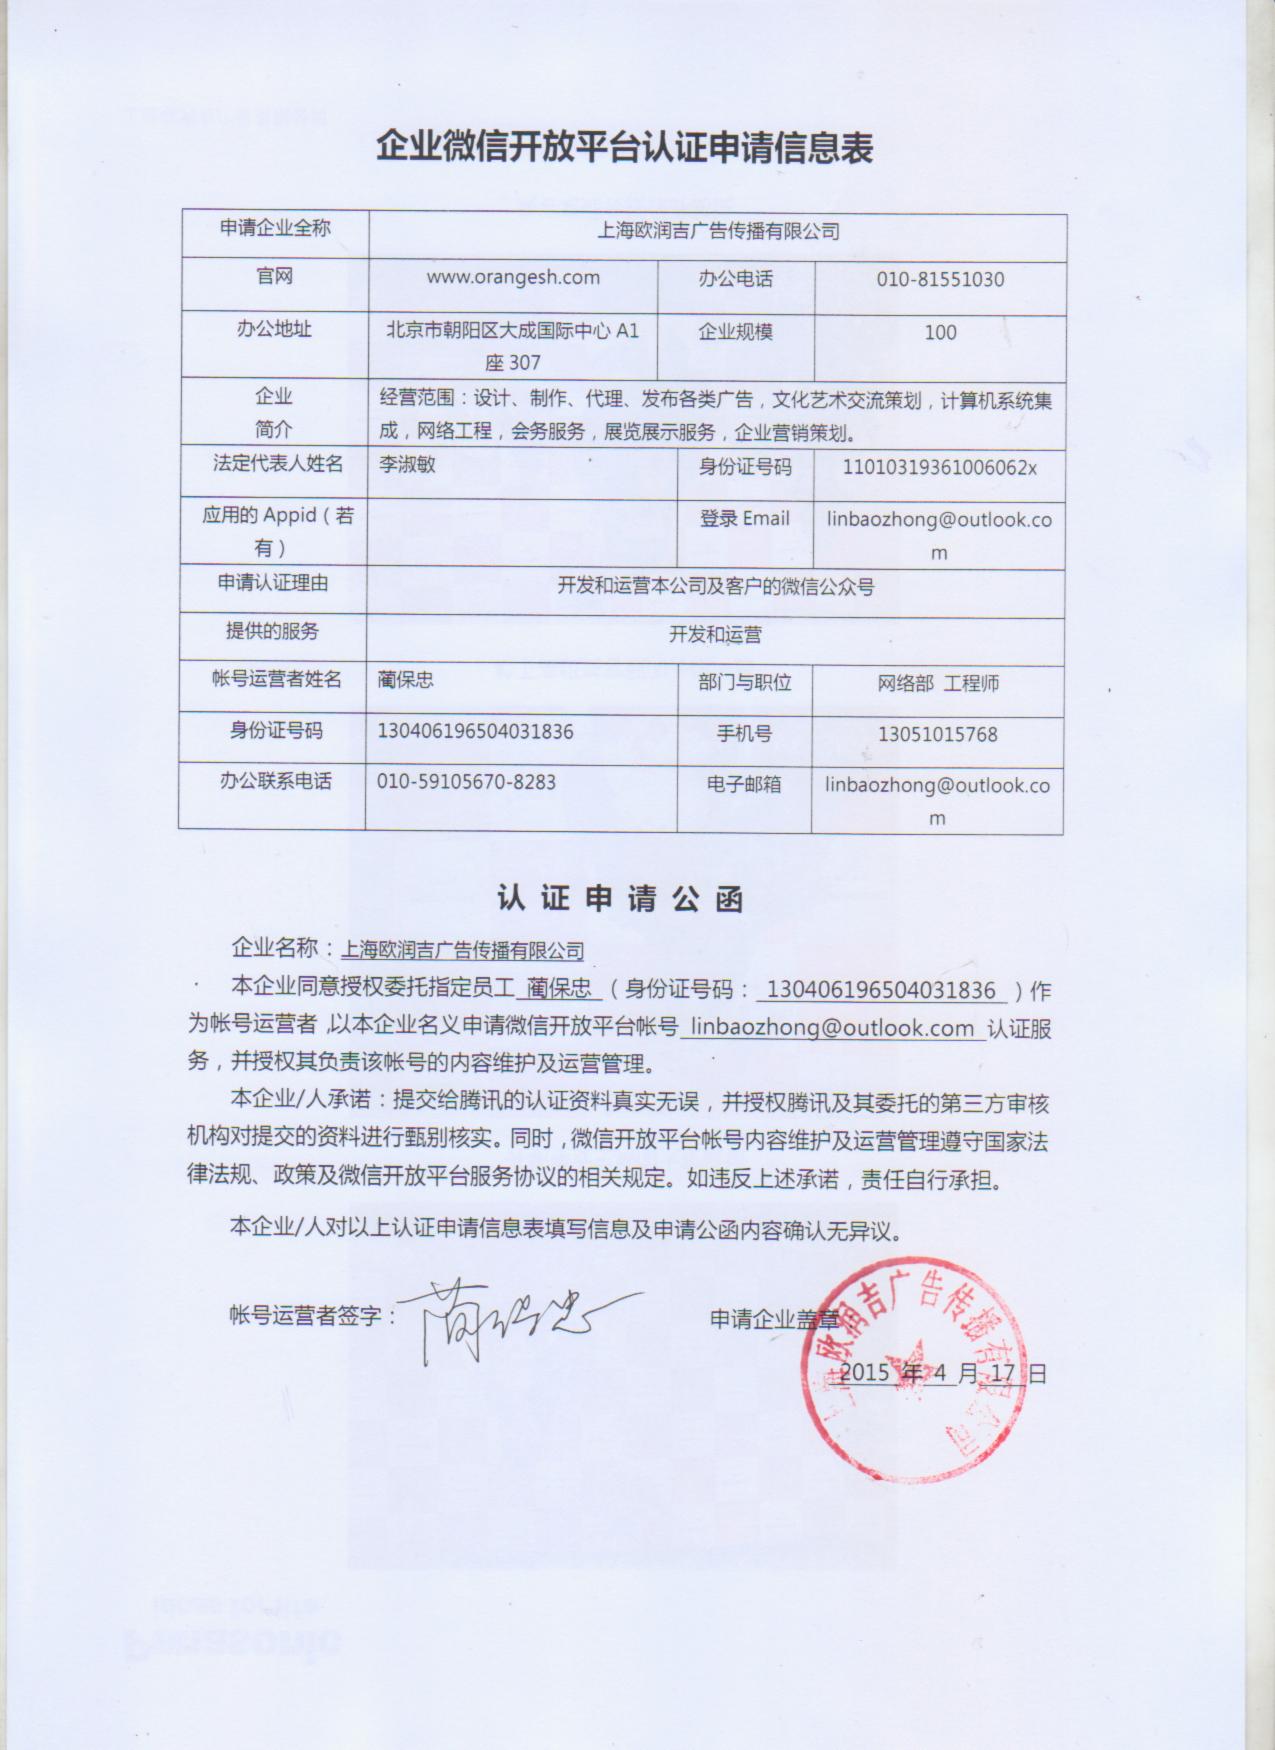 企业微信开放平台认证申请信息表
申请企业全称 上海欧润吉广告传播有限公司
官网 www.orangesh.com 办公电话 010-81551030
办公地址 北京市朝阳区大成国际中心 A1 企业规模 100
座 307
企业 经营范围：设计、制作、代理、发布各类广告，文化艺术交流策划，计算机系统集
简介 成，网络工程，会务服务，展览展示服务，企业营销策划。
法定代表人姓名 李淑敏 身份证号码 11010319361006062x
应用的 Appid（若 登录 Email linbaozhong@outlook.co
有） m
申请认证理由 开发和运营本公司及客户的微信公众号
提供的服务 开发和运营
帐号运营者姓名 蔺保忠 部门与职位 网络部 工程师
身份证号码 130406196504031836 手机号 13051015768
办公联系电话 010-59105670-8283 电子邮箱 linbaozhong@outlook.co
m
认 证 申 请 公 函
企业名称：上海欧润吉广告传播有限公司
本企业同意授权委托指定员工 蔺保忠 （身份证号码： 130406196504031836 ）作
为帐号运营者，以本企业名义申请微信开放平台帐号 linbaozhong@outlook.com 认证服
务，并授权其负责该帐号的内容维护及运营管理。
本企业/人承诺：提交给腾讯的认证资料真实无误，并授权腾讯及其委托的第三方审核
机构对提交的资料进行甄别核实。同时，微信开放平台帐号内容维护及运营管理遵守国家法
律法规、政策及微信开放平台服务协议的相关规定。如违反上述承诺，责任自行承担。
本企业/人对以上认证申请信息表填写信息及申请公函内容确认无异议。
帐号运营者签字： 蔺保忠 申请企业盖章
上海欧润吉广告传播有限公司
2015 年 4 月 17 日
Panasonic
ideas for life